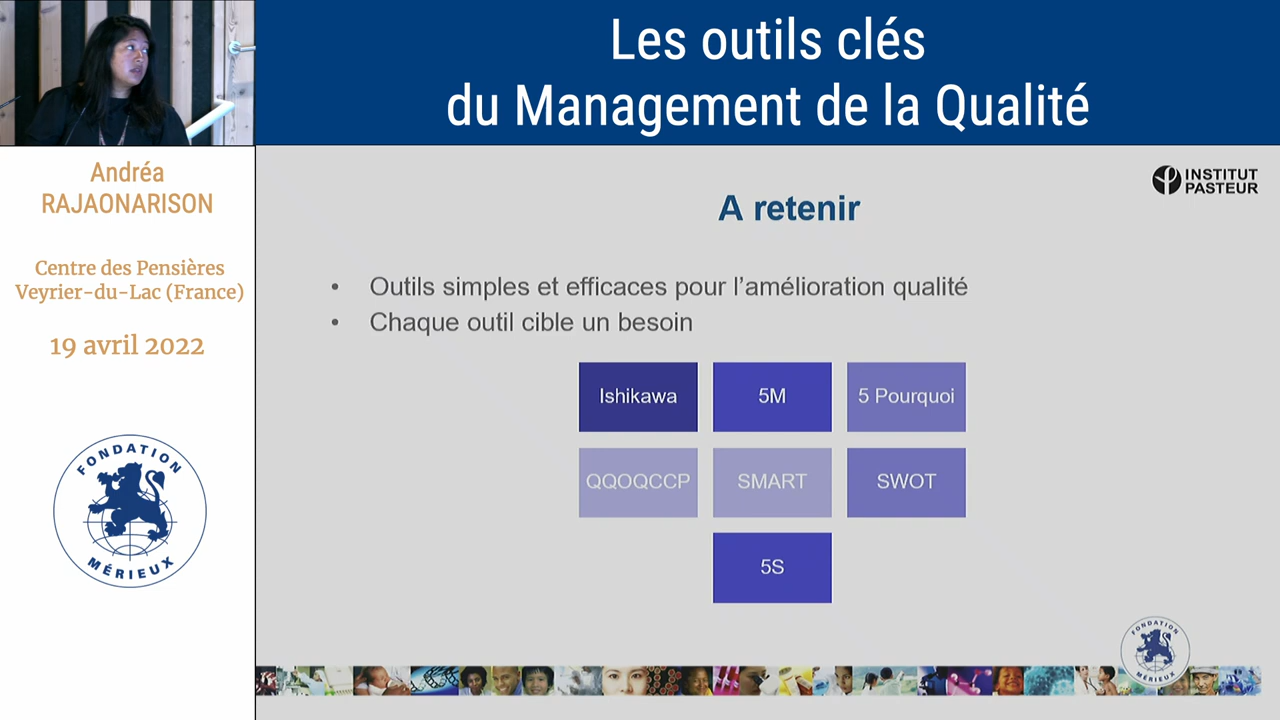 Les outils clés
du Management de la Qualité
Andréa
RAJAONARISON
Centre des Pensières
Veyrier-du-Lac (France)
19 avril 2022
FONDATION
MÉRIEUX
INSTITUT
PASTEUR
A retenir
• Outils simples et efficaces pour l'amélioration qualité
• Chaque outil cible un besoin
Ishikawa
5M
5 Pourquoi
QQOQCCP
SMART
SWOT
5S
FONDATION
MÉRIEUX